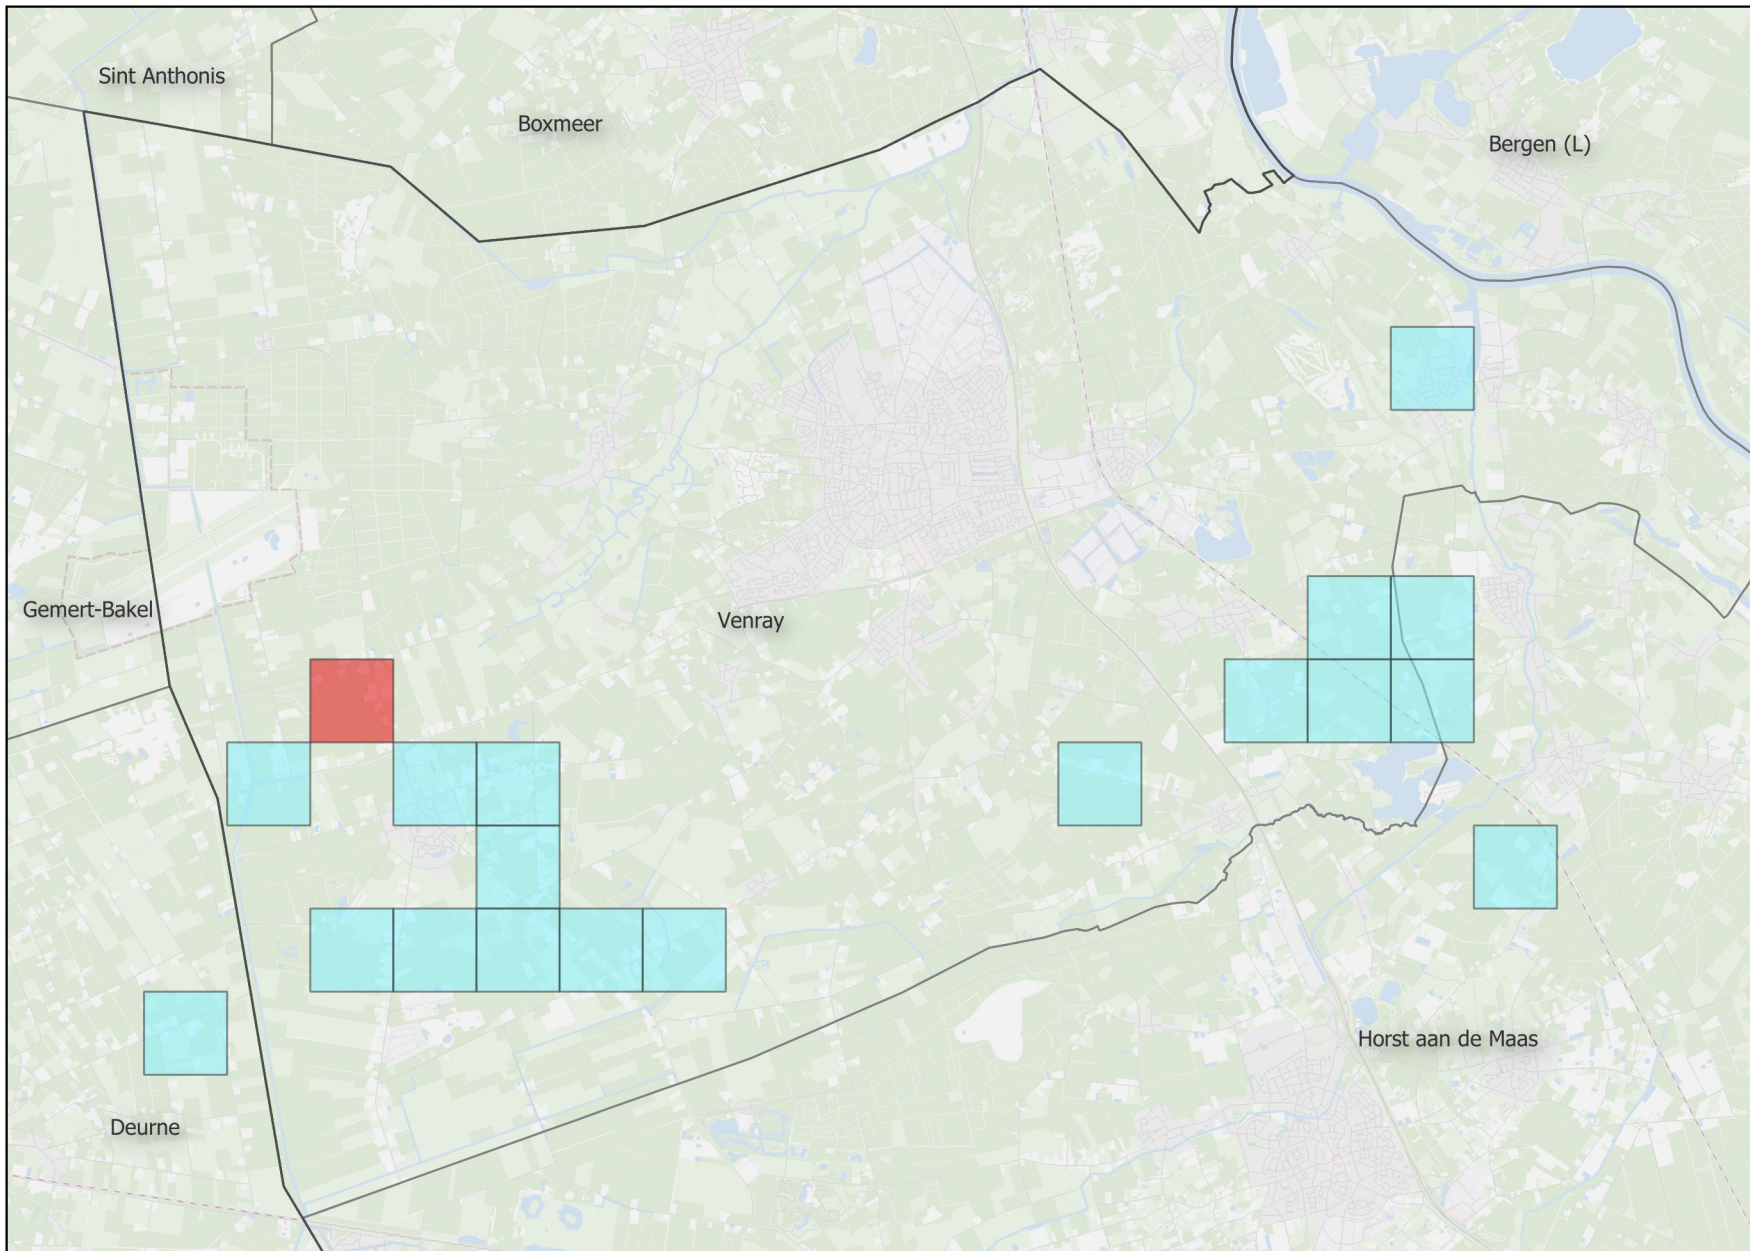 Sint Anthonis
Boxmeer
Bergen (L)
Gemert-Bakel
Venray
Horst aan de Maas
Deurne